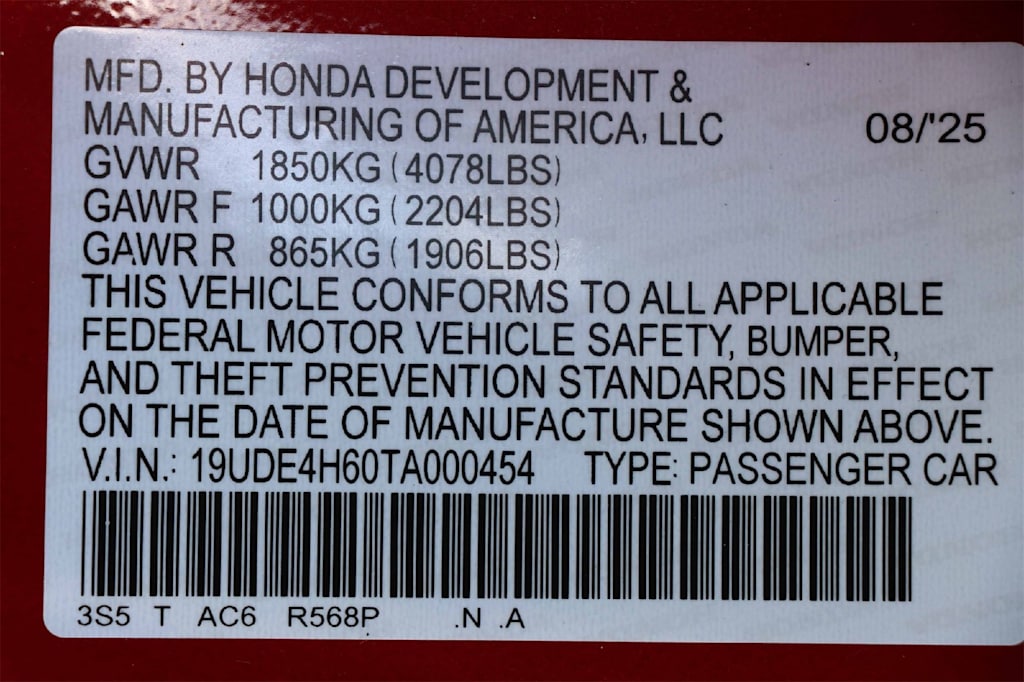 MFD. BY HONDA DEVELOPMENT &
MANUFACTURING OF AMERICA, LLC 08/'25
GVWR 1850KG (4078LBS)
GAWR F 1000KG (2204LBS)
GAWR R 865KG (1906LBS)
THIS VEHICLE CONFORMS TO ALL APPLICABLE
FEDERAL MOTOR VEHICLE SAFETY, BUMPER,
AND THEFT PREVENTION STANDARDS IN EFFECT
ON THE DATE OF MANUFACTURE SHOWN ABOVE.
V.I.N.: 19UDE4H60TA000454 TYPE: PASSENGER CAR
3S5 T AC6 R568P .N .A